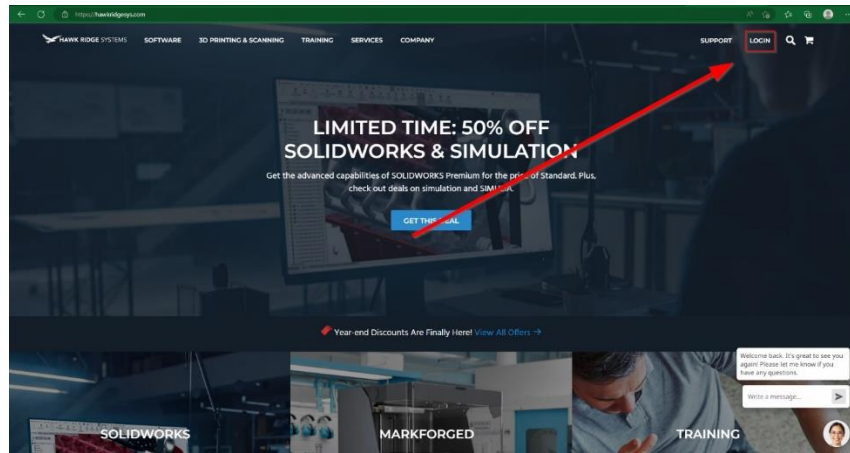 https://hawkridgesys.com
HAWK RIDGE SYSTEMS SOFTWARE 3D PRINTING & SCANNING TRAINING SERVICES COMPANY SUPPORT LOGIN
LIMITED TIME: 50% OFF
SOLIDWORKS & SIMULATION
Get the advanced capabilities of SOLIDWORKS Premium for the price of Standard. Plus,
check out deals on simulation and
GET THIS DEAL
Year-end Discounts Are Finally Here! View All Offers →
Welcome back. It's great to see you
again! Please let me know if you
have any questions.
Write a message...
SOLIDWORKS MARKFORGED TRAINING